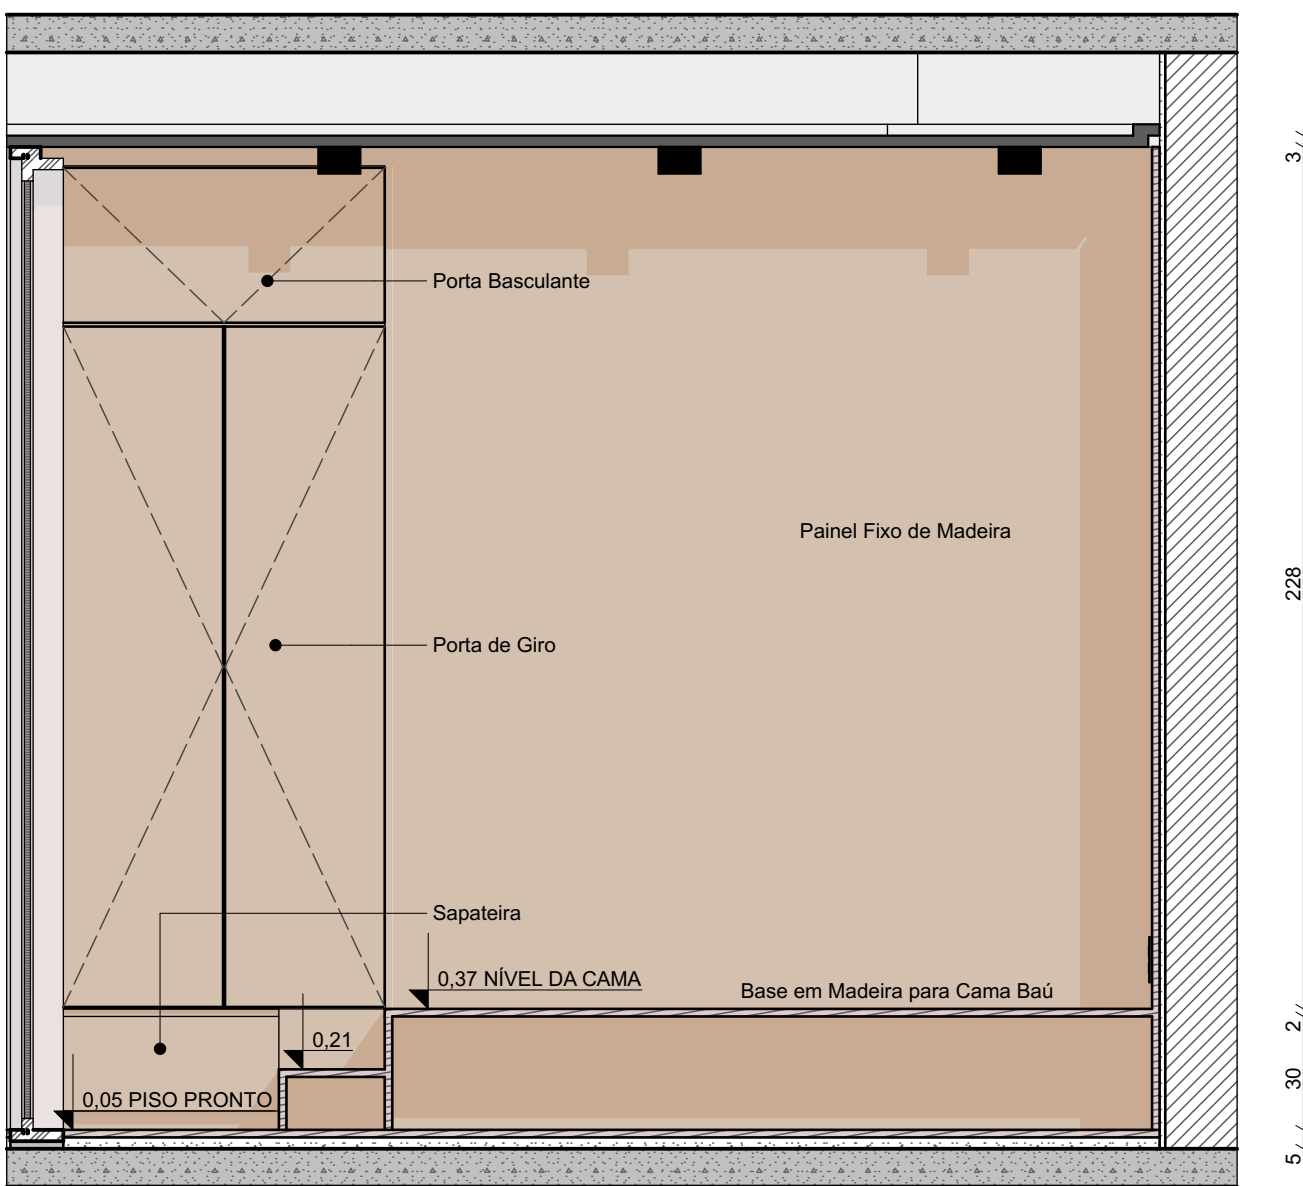 3
Porta Basculante
Painel Fixo de Madeira
228
Porta de Giro
Sapateira
0,37 NÍVEL DA CAMA
Base em Madeira para Cama Baú
2
0,21
30
0,05 PISO PRONTO
5